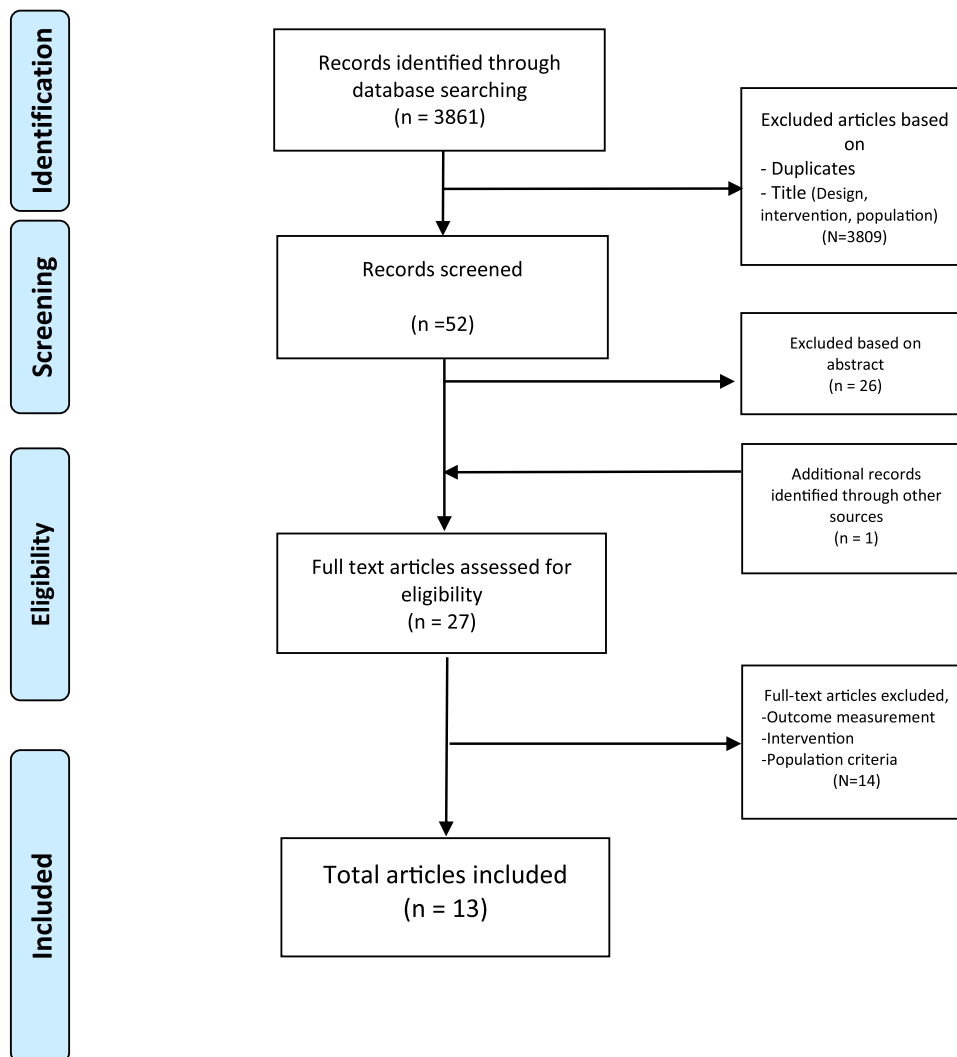 Identification
Records identified through
database searching
(n = 3861)
Excluded articles based
on
- Duplicates
- Title (Design,
intervention, population)
(N=3809)
Screening
Records screened
(n =52)
Excluded based on
abstract
(n = 26)
Eligibility
Additional records
identified through other
sources
(n = 1)
Full text articles assessed for
eligibility
(n = 27)
Full-text articles excluded,
-Outcome measurement
-Intervention
-Population criteria
(N=14)
Included
Total articles included
(n = 13)